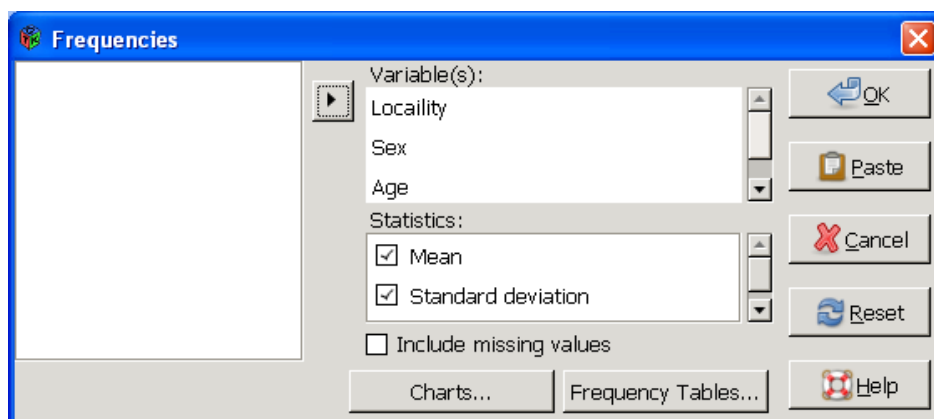 Frequencies
Variable(s):
Locaility
Sex
Age
Statistics:
Mean
Standard deviation
Include missing values
Charts...
Frequency Tables...
OK
Paste
Cancel
Reset
Help